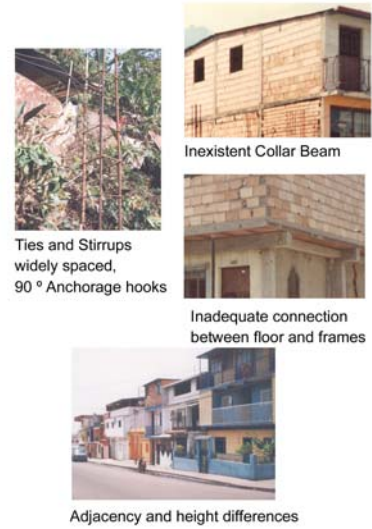 Inexistent Collar Beam
Ties and Stirrups
widely spaced,
90 º Anchorage hooks
Inadequate connection
between floor and frames
Adjacency and height differences